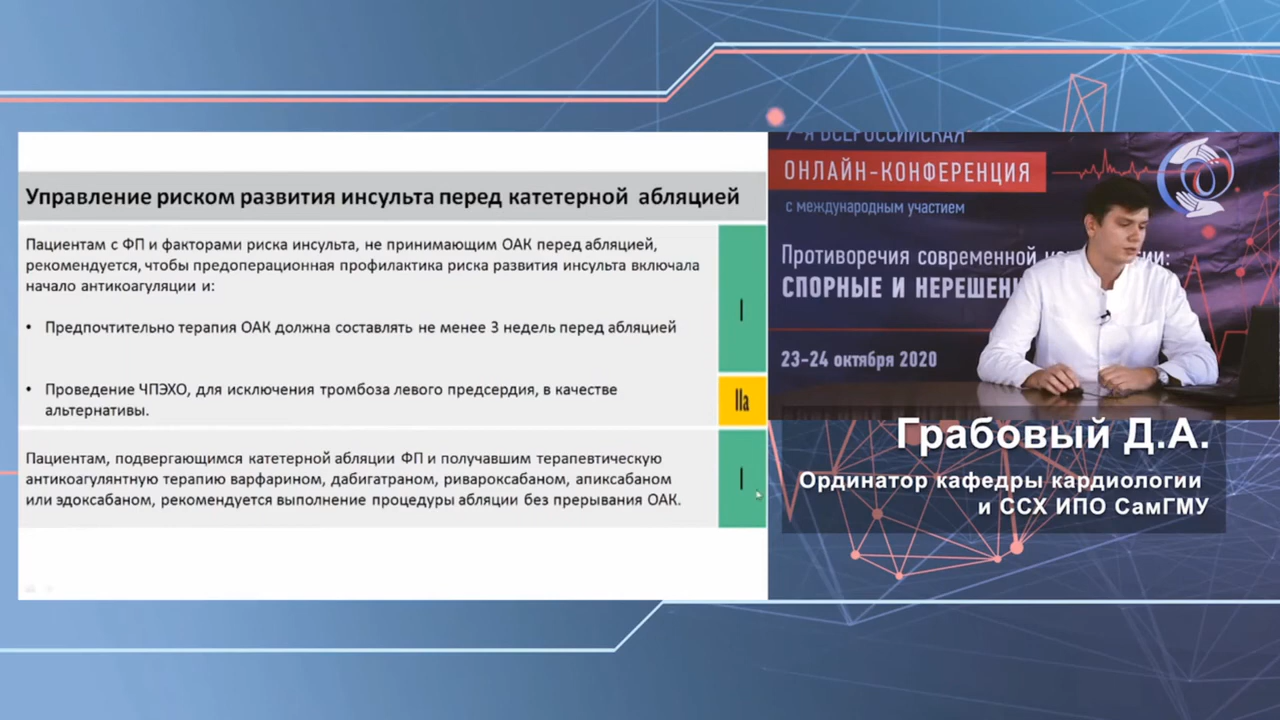 Управление риском развития инсульта перед катетерной абляцией
Пациентам с ФП и факторами риска инсульта, не принимающим ОАК перед абляцией,
рекомендуется, чтобы предоперационная профилактика риска развития инсульта включала
начало антикоагуляции и:
• Предпочтительно терапия ОАК должна составлять не менее 3 недель перед абляцией
I
• Проведение ЧПЭХО, для исключения тромбоза левого предсердия, в качестве
альтернативы.
IIa
Пациентам, подвергающимся катетерной абляции ФП и получавшим терапевтическую
антикоагулянтную терапию варфарином, дабигатраном, ривароксабаном, апиксабаном
или эдоксабаном, рекомендуется выполнение процедуры абляции без прерывания ОАК.
I
7-Я ВСЕРОССИЙСКАЯ
ОНЛАЙН-КОНФЕРЕНЦИЯ
с международным участием
Противоречия современной
СПОРНЫЕ И
23-24 октября 2020
Грабовый Д.А.
Ординатор кафедры кардиологии
и ССХ ИПО СамГМУ